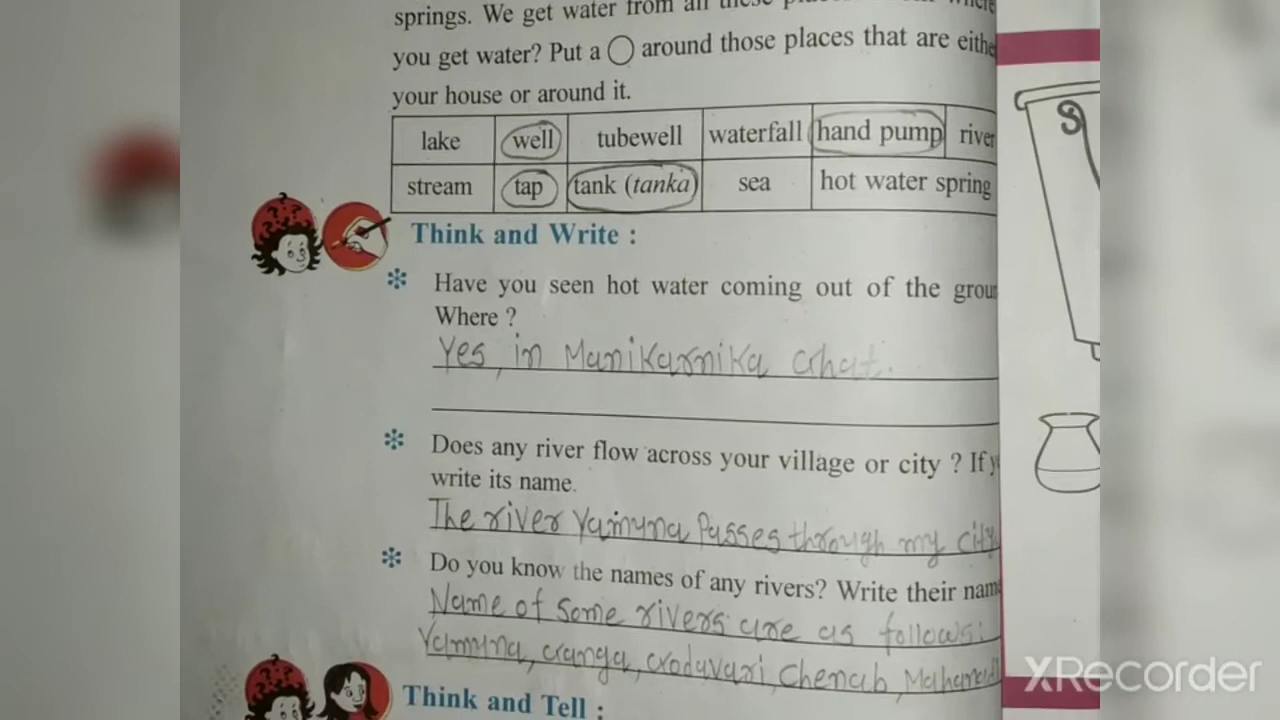 springs. We get water from all these
you get water? Put a ◯ around those places that are eithe
your house or around it.
lake well tubewell waterfall hand pump river
stream tap tank (tanka) sea hot water spring
Think and Write :
Have you seen hot water coming out of the groun
Where ?
Yes, in Manikarnika Ghat.
Does any river flow across your village or city ? If y
write its name.
The river Yamuna Passes through my city
Do you know the names of any rivers? Write their nam
Name of Some rivers are as follows:
Yamuna, Ganga, Godavari, Chenab, Mahanadi
Think and Tell :
XRecorder